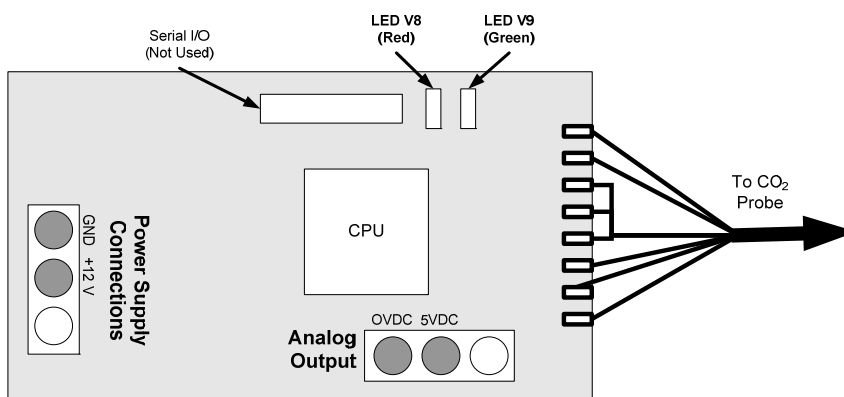 Serial I/O
(Not Used)
LED V8
(Red)
LED V9
(Green)
To CO₂
Probe
CPU
GND +12 V
Power Supply
Connections
OVDC 5VDC
Analog
Output